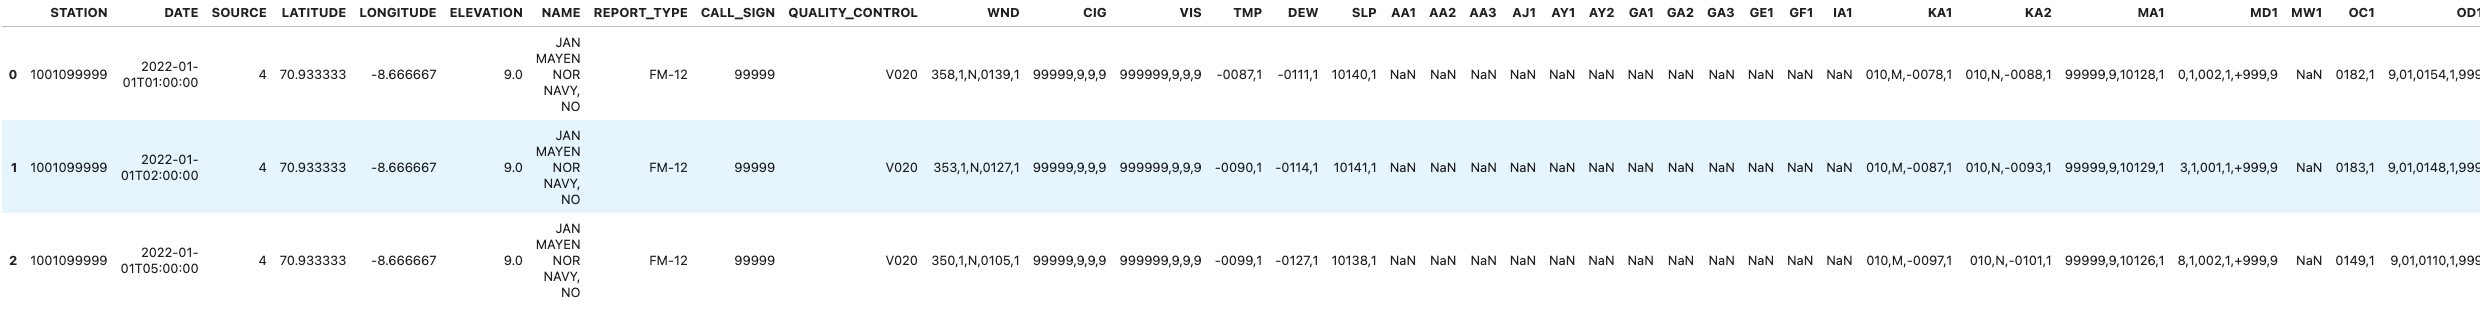 STATION DATE SOURCE LATITUDE LONGITUDE ELEVATION NAME REPORT_TYPE CALL_SIGN QUALITY_CONTROL WND CIG VIS TMP DEW SLP AA1 AA2 AA3 AJ1 AY1 AY2 GA1 GA2 GA3 GE1 GF1 IA1 KA1 KA2 MA1 MD1 MW1 OC1 OD1
0 1001099999 2022-01-01T01:00:00 4 70.933333 -8.666667 9.0 JAN MAYEN NOR NAVY, NO FM-12 99999 V020 358,1,N,0139,1 99999,9,9,9 999999,9,9,9 -0087,1 -0111,1 10140,1 NaN NaN NaN NaN NaN NaN NaN NaN NaN NaN NaN NaN 010,M,-0078,1 010,N,-0088,1 99999,9,10128,1 0,1,002,1,+999,9 NaN 0182,1 9,01,0154,1,999
1 1001099999 2022-01-01T02:00:00 4 70.933333 -8.666667 9.0 JAN MAYEN NOR NAVY, NO FM-12 99999 V020 353,1,N,0127,1 99999,9,9,9 999999,9,9,9 -0090,1 -0114,1 10141,1 NaN NaN NaN NaN NaN NaN NaN NaN NaN NaN NaN NaN 010,M,-0087,1 010,N,-0093,1 99999,9,10129,1 3,1,001,1,+999,9 NaN 0183,1 9,01,0148,1,999
2 1001099999 2022-01-01T05:00:00 4 70.933333 -8.666667 9.0 JAN MAYEN NOR NAVY, NO FM-12 99999 V020 350,1,N,0105,1 99999,9,9,9 999999,9,9,9 -0099,1 -0127,1 10138,1 NaN NaN NaN NaN NaN NaN NaN NaN NaN NaN NaN NaN 010,M,-0097,1 010,N,-0101,1 99999,9,10126,1 8,1,002,1,+999,9 NaN 0149,1 9,01,0110,1,999